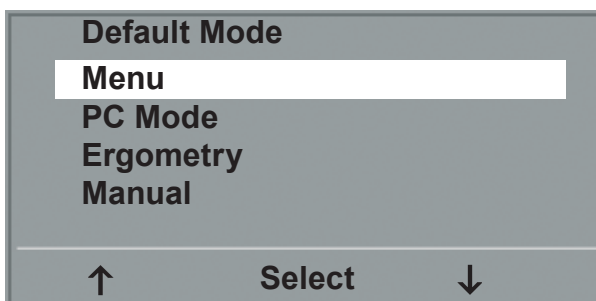 Default Mode
Menu
PC Mode
Ergometry
Manual
↑ Select ↓